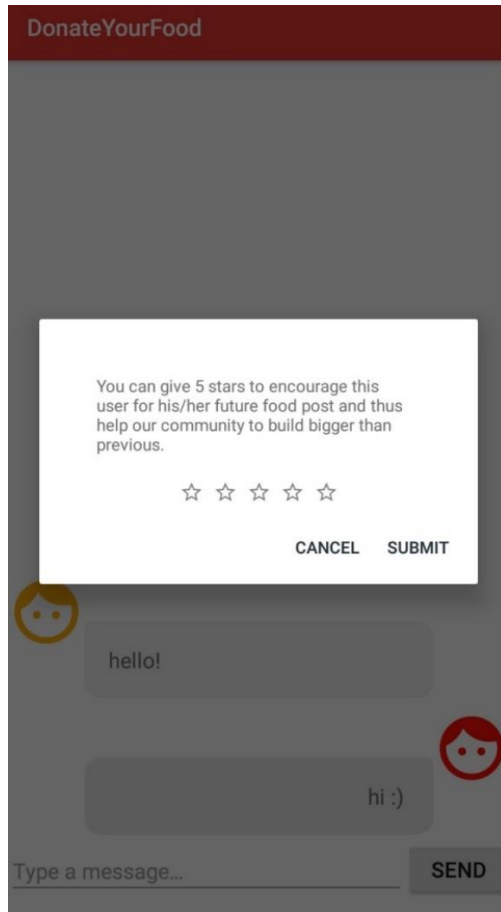 DonateYourFood
You can give 5 stars to encourage this
user for his/her future food post and thus
help our community to build bigger than
previous.
CANCEL SUBMIT
hello!
hi :)
Type a message... SEND